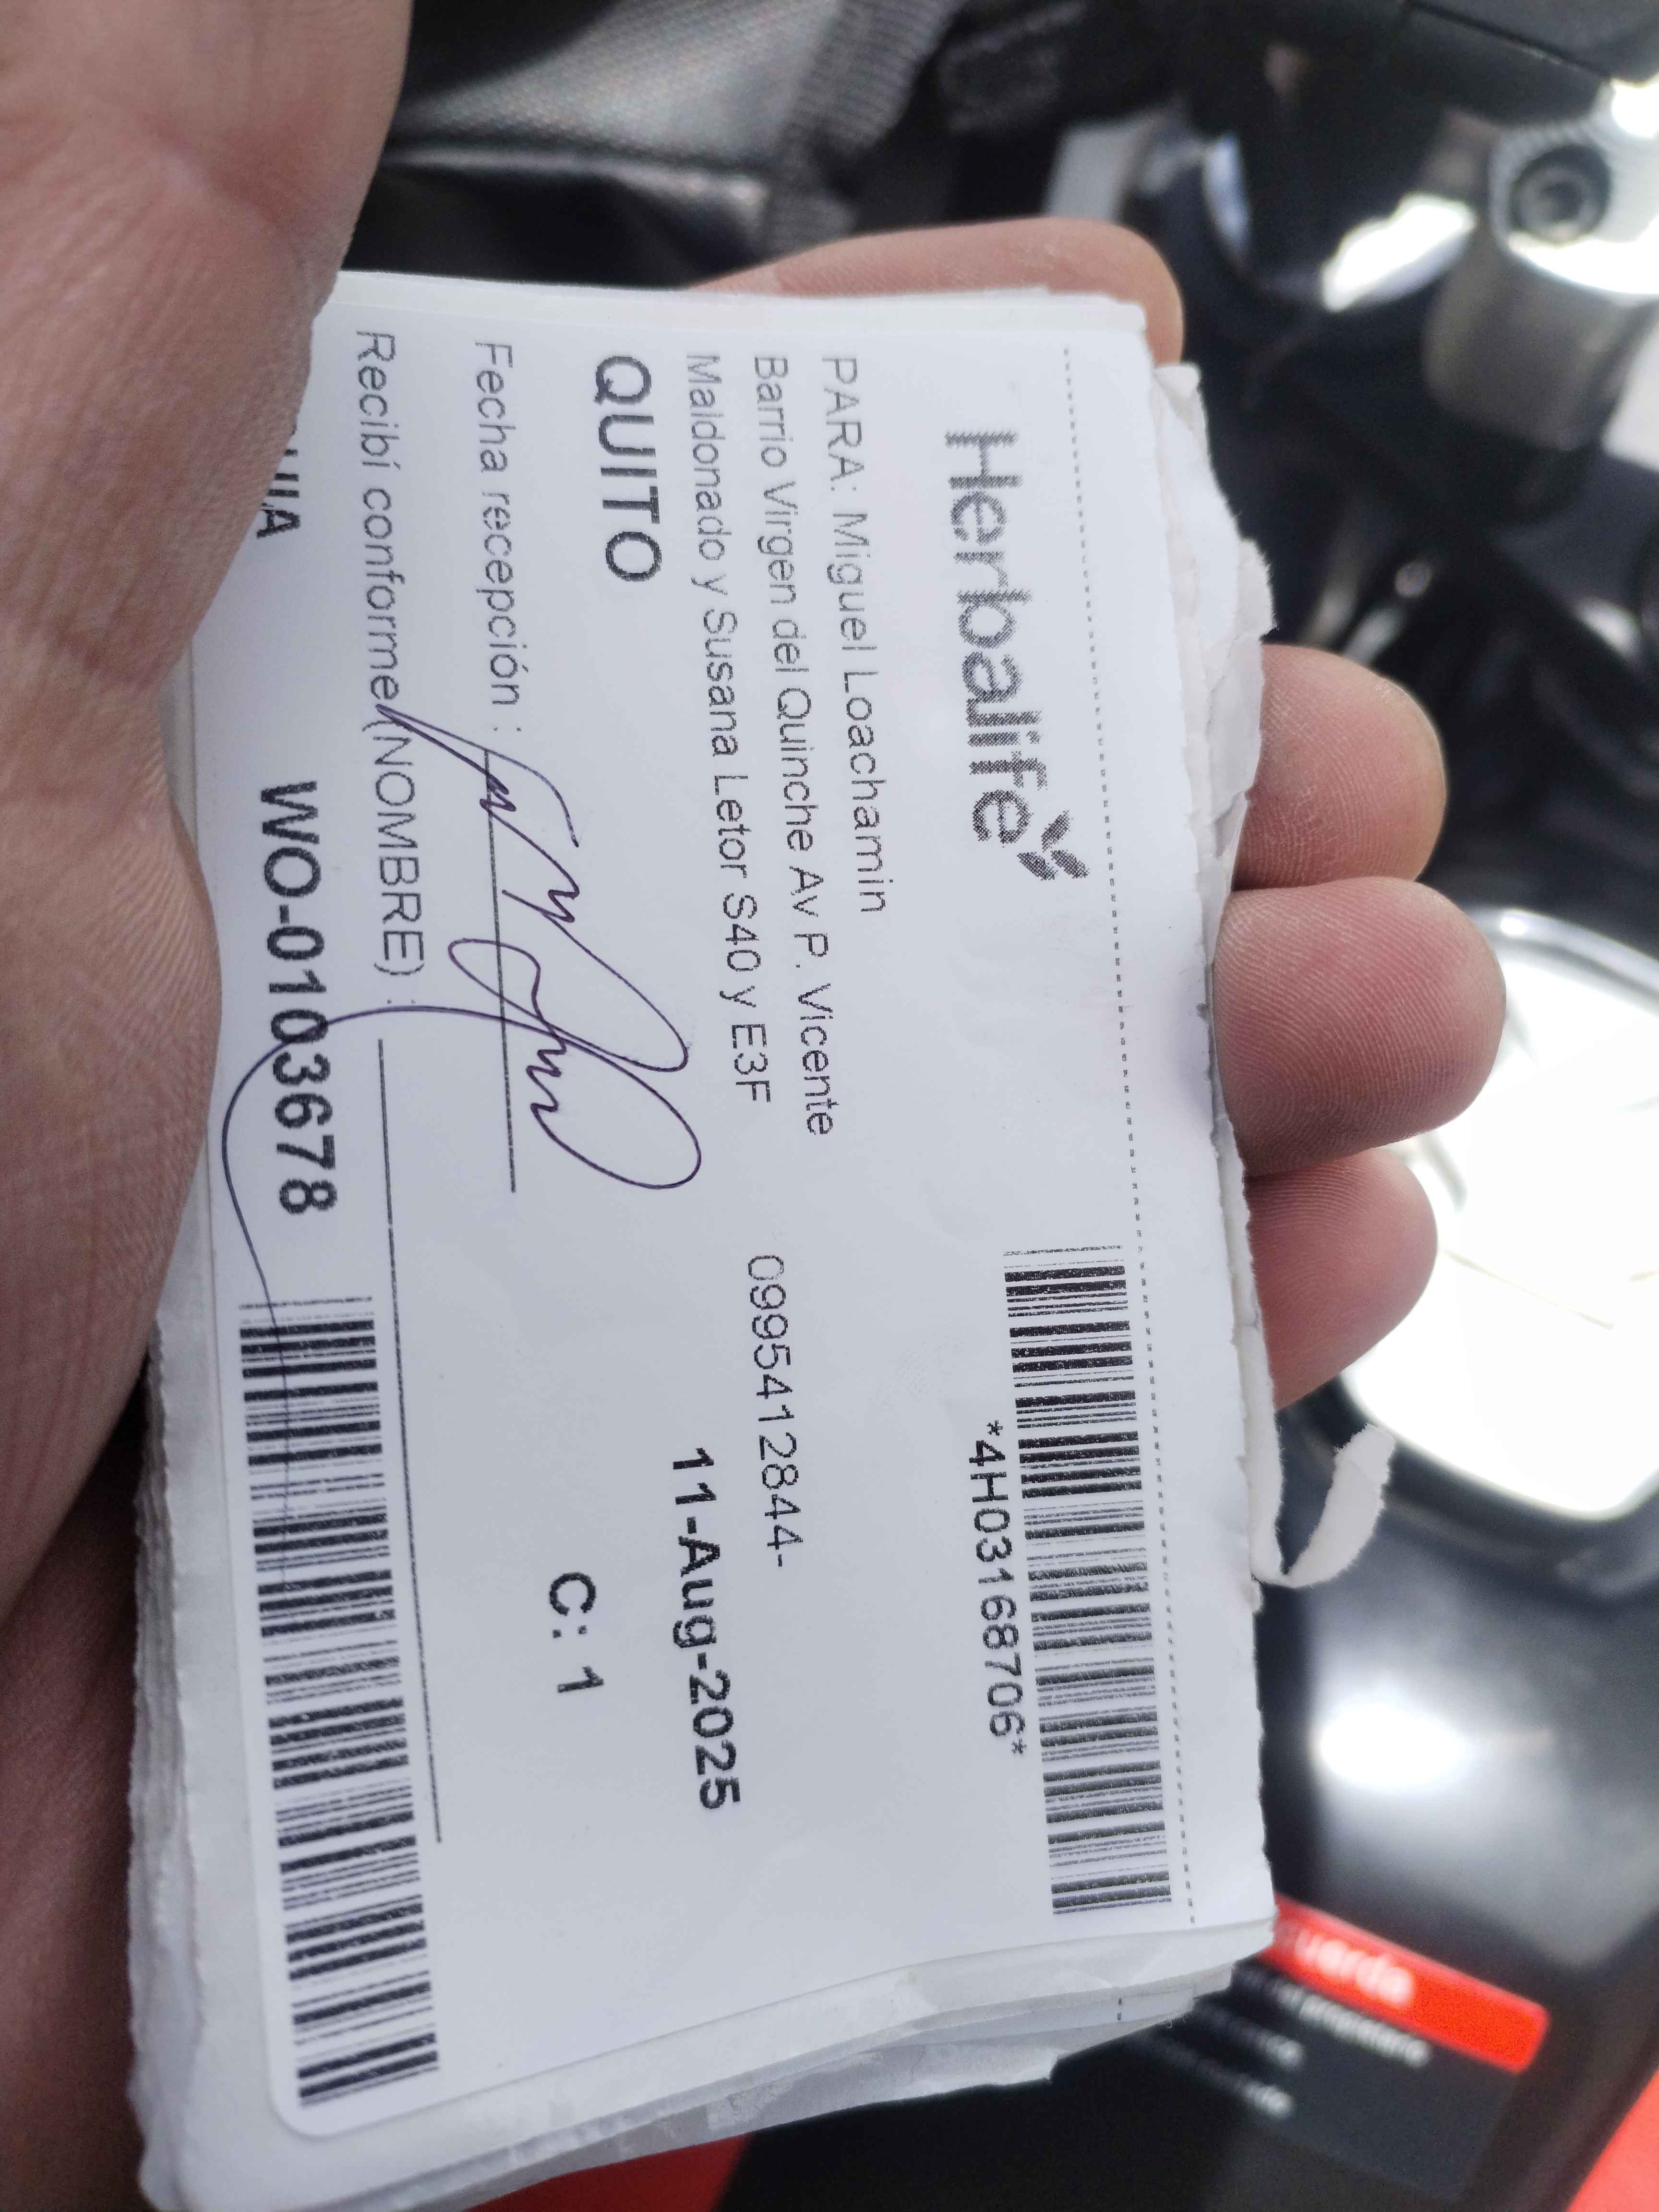 Herbalife
*4H03168706*
PARA: Miguel Loachamin
Barrio Virgen del Quinche Av P. Vicente
Maldonado y Susana Letor S40 y E3F
0995412844-
QUITO
11-Aug-2025
Fecha recepción :
C: 1
Recibí conforme(NOMBRE) :
WO-0103678